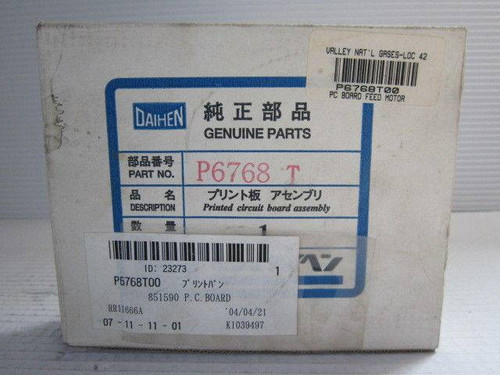 VALLEY NAT'L GASES-LOC 42
P6768T00
PC BOARD FEED MOTOR
DAIHEN
純正部品
GENUINE PARTS
部品番号
PART NO.
P6768 T
品名
DESCRIPTION
プリント板 アセンブリ
Printed circuit board assembly
数量
1
ヘン
ID: 23273
1
P6768T00 プリントバン
851590 P.C.BOARD
RR11666A '04/04/21
07-11-11-01 K1039497